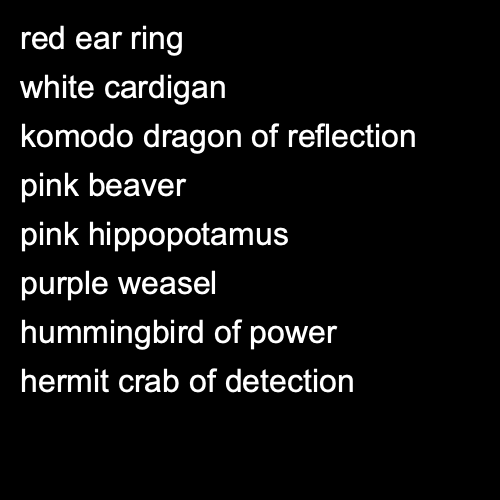 red ear ring
white cardigan
komodo dragon of reflection
pink beaver
pink hippopotamus
purple weasel
hummingbird of power
hermit crab of detection